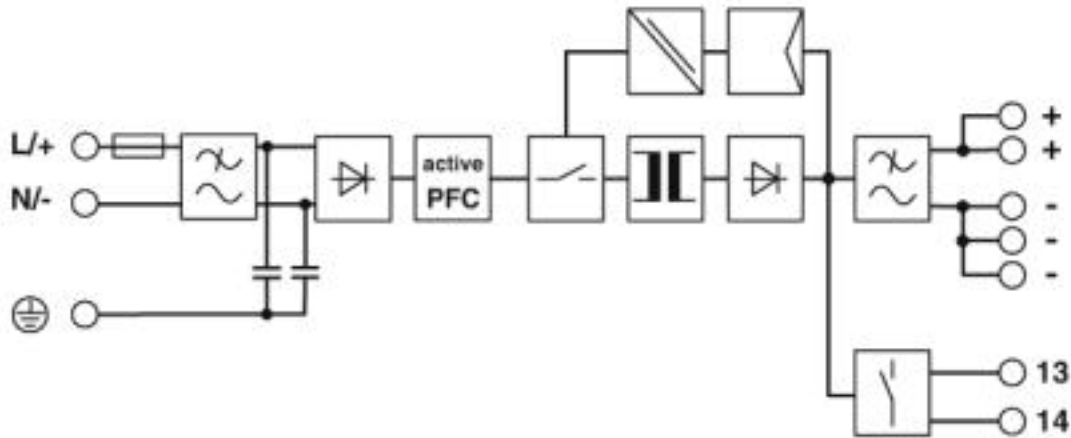 L/+
N/-
active
PFC
+
+
-
-
-
13
14